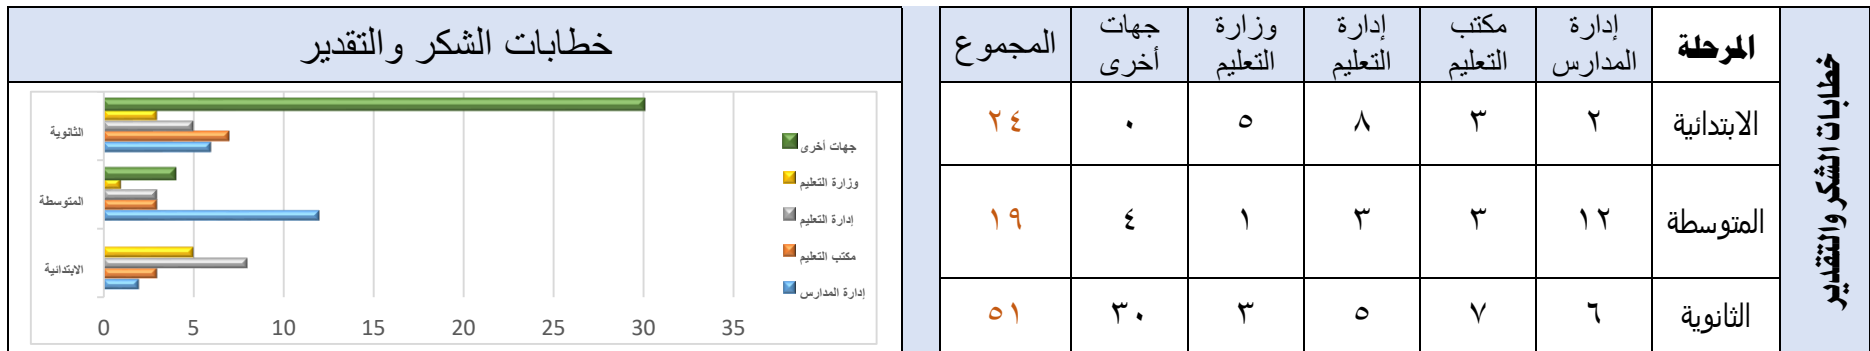 خطابات الشكر والتقدير
المرحلة
إدارة
المدارس
مكتب
التعليم
إدارة
التعليم
وزارة
التعليم
جهات
أخرى
المجموع
الابتدائية ٢ ٣ ٨ ٥ ٠ ٢٤
المتوسطة ١٢ ٣ ٣ ١ ٤ ١٩
الثانوية ٦ ٧ ٥ ٣ ٣٠ ٥١
خطابات الشكر والتقدير
جهات أخرى
وزارة التعليم
إدارة التعليم
مكتب التعليم
إدارة المدارس
الثانوية
المتوسطة
الابتدائية
0 5 10 15 20 25 30 35